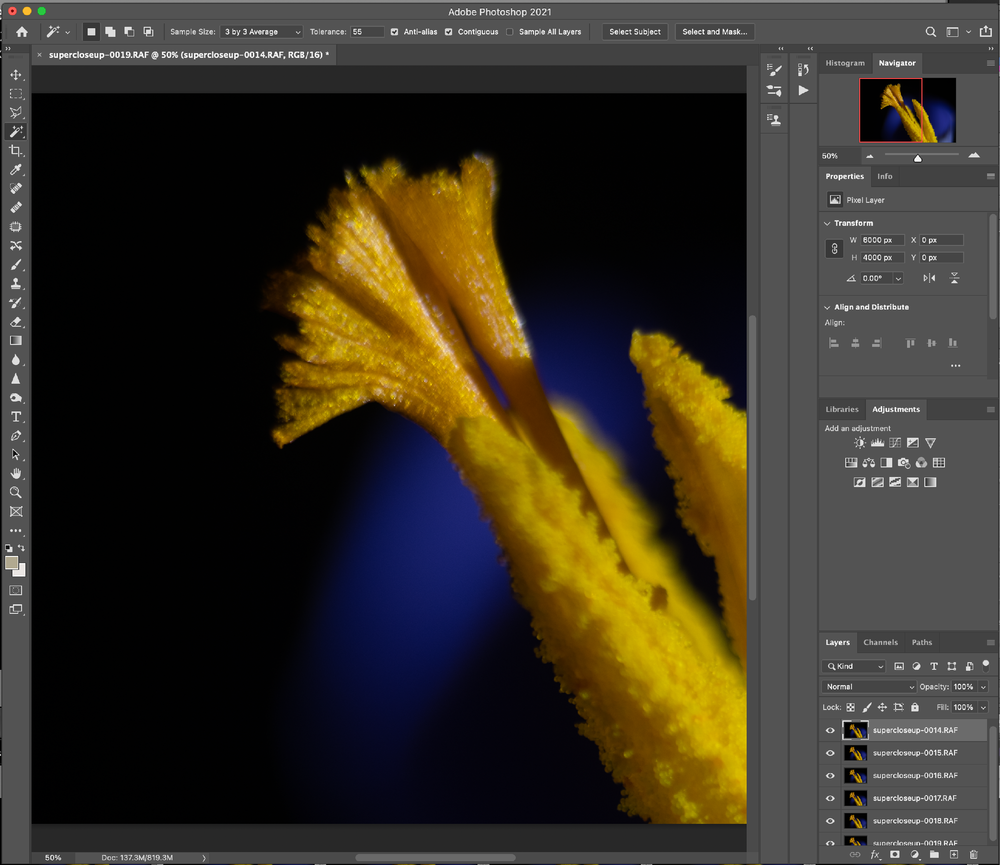 Adobe Photoshop 2021
Sample Size: 3 by 3 Average Tolerance: 55 Anti-alias Contiguous Sample All Layers Select Subject Select and Mask...
supercloseup-0019.RAF @ 50% (supercloseup-0014.RAF, RGB/16) *
Histogram Navigator
50%
Properties Info
Pixel Layer
Transform
W 6000 px X 0 px
H 4000 px Y 0 px
0.00°
Align and Distribute
Align:
Libraries Adjustments
Add an adjustment
Layers Channels Paths
Kind
Normal Opacity: 100%
Lock: Fill: 100%
supercloseup-0014.RAF
supercloseup-0015.RAF
supercloseup-0016.RAF
supercloseup-0017.RAF
supercloseup-0018.RAF
supercloseup-0019.RAF
fx
50% Doc: 137.3M/819.3M